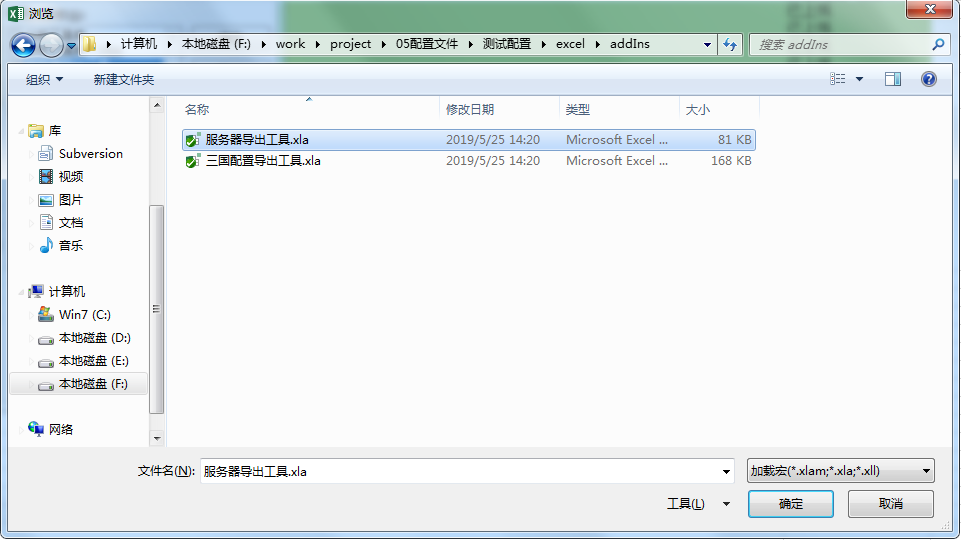 浏览
计算机 本地磁盘 (F:) work project 05配置文件 测试配置 excel addIns 搜索 addIns
组织 新建文件夹
名称 修改日期 类型 大小
服务器导出工具.xla 2019/5/25 14:20 Microsoft Excel ... 81 KB
三国配置导出工具.xla 2019/5/25 14:20 Microsoft Excel ... 168 KB
库
Subversion
视频
图片
文档
音乐
计算机
Win7 (C:)
本地磁盘 (D:)
本地磁盘 (E:)
本地磁盘 (F:)
网络
文件名(N): 服务器导出工具.xla 加载宏(*.xlam;*.xla;*.xll)
工具(L) 确定 取消